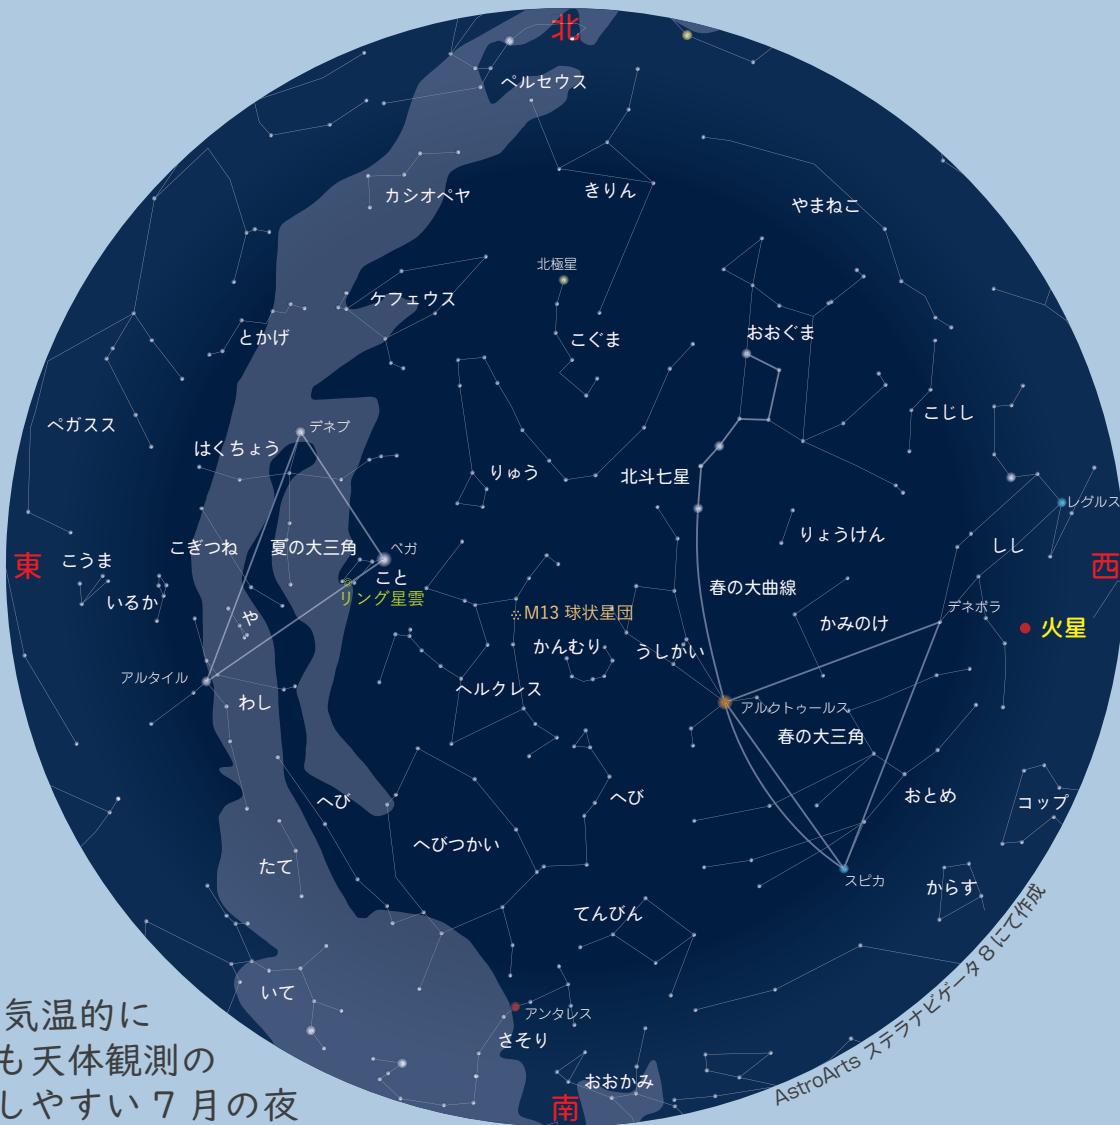 北
ペルセウス
カシオペヤ
きりん
やまねこ
北極星
ケフェウス
とかげ
こぐま
おおぐま
ペガスス
デネブ
はくちょう
りゅう
北斗七星
こじし
レグルス
こぎつね
夏の大三角
ベガ
りょうけん
しし
東
こうま
こと
西
いるか
リング星雲
春の大曲線
や
M13 球状星団
デネボラ
かみのけ
火星
かんむり
うしかい
アルタイル
ヘルクレス
わし
アルクトゥールス
春の大三角
へび
へび
おとめ
コップ
へびつかい
たて
スピカ
からす
てんびん
いて
アンタレス
さそり
おおかみ
南
AstroArts ステラナビゲータ 8 にて作成
気温的に
も天体観測の
しやすい 7 月の夜